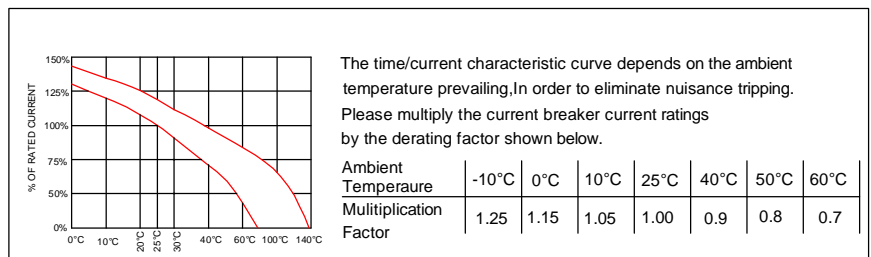 150%
125%
100%
75%
50%
0%
% OF RATED CURRENT
0°C 10°C 20°C 25°C 30°C 40°C 60°C 100°C 140°C
The time/current characteristic curve depends on the ambient
temperature prevailing,In order to eliminate nuisance tripping.
Please multiply the current breaker current ratings
by the derating factor shown below.
Ambient
Temperaure -10°C 0°C 10°C 25°C 40°C 50°C 60°C
Mulitiplication
Factor 1.25 1.15 1.05 1.00 0.9 0.8 0.7